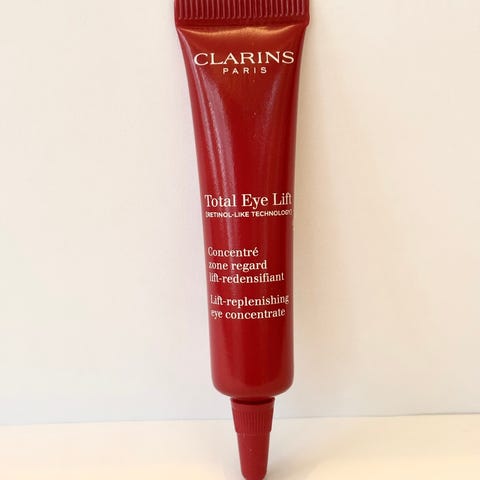 CLARINS
PARIS
Total Eye Lift
[RETINOL-LIKE TECHNOLOGY]
Concentré
zone regard
lift-redensifiant
Lift-replenishing
eye concentrate